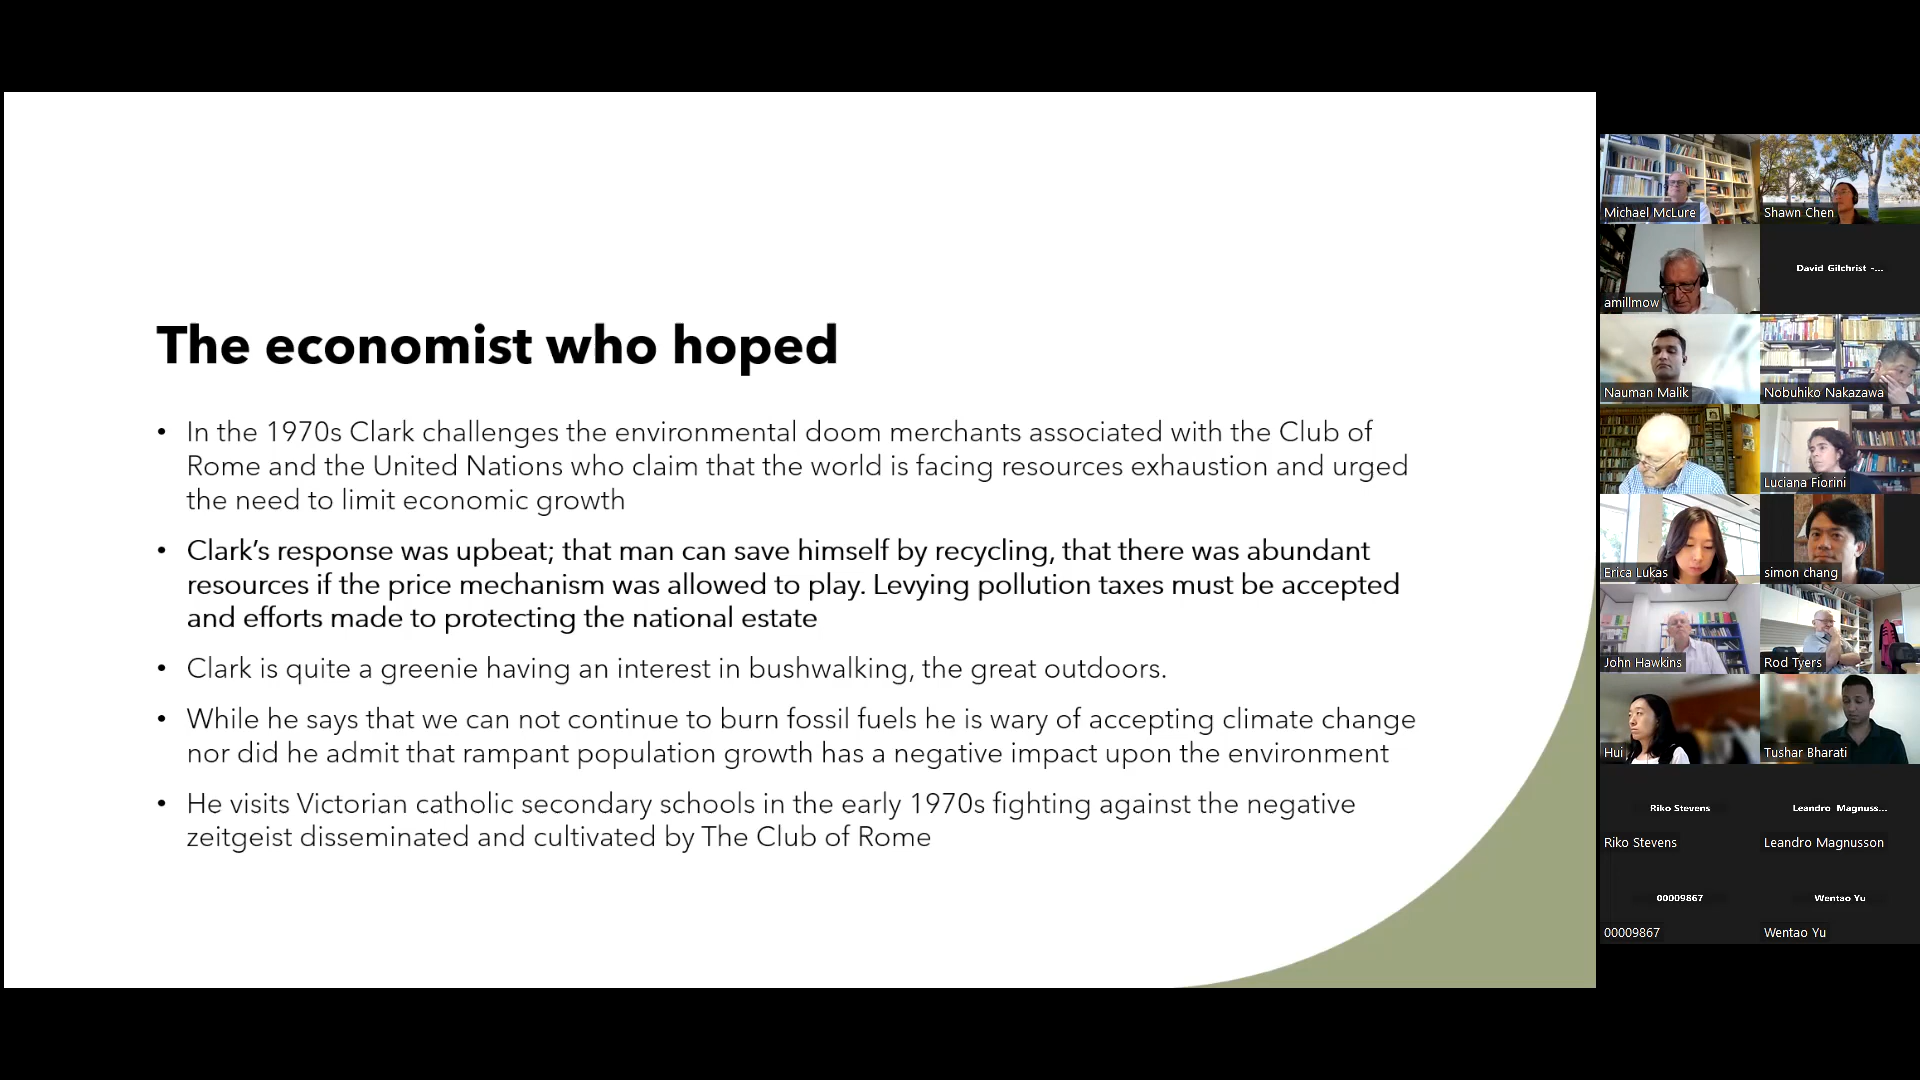 The economist who hoped
• In the 1970s Clark challenges the environmental doom merchants associated with the Club of
Rome and the United Nations who claim that the world is facing resources exhaustion and urged
the need to limit economic growth
• Clark’s response was upbeat; that man can save himself by recycling, that there was abundant
resources if the price mechanism was allowed to play. Levying pollution taxes must be accepted
and efforts made to protecting the national estate
• Clark is quite a greenie having an interest in bushwalking, the great outdoors.
• While he says that we can not continue to burn fossil fuels he is wary of accepting climate change
nor did he admit that rampant population growth has a negative impact upon the environment
• He visits Victorian catholic secondary schools in the early 1970s fighting against the negative
zeitgeist disseminated and cultivated by The Club of Rome
Michael McLure
Shawn Chen
amillmow
David Gilchrist -...
Nauman Malik
Nobuhiko Nakazawa
Luciana Fiorini
Erica Lukas
simon chang
John Hawkins
Rod Tyers
Hui
Tushar Bharati
Riko Stevens
Riko Stevens
Leandro Magnuss...
Leandro Magnusson
00009867
00009867
Wentao Yu
Wentao Yu